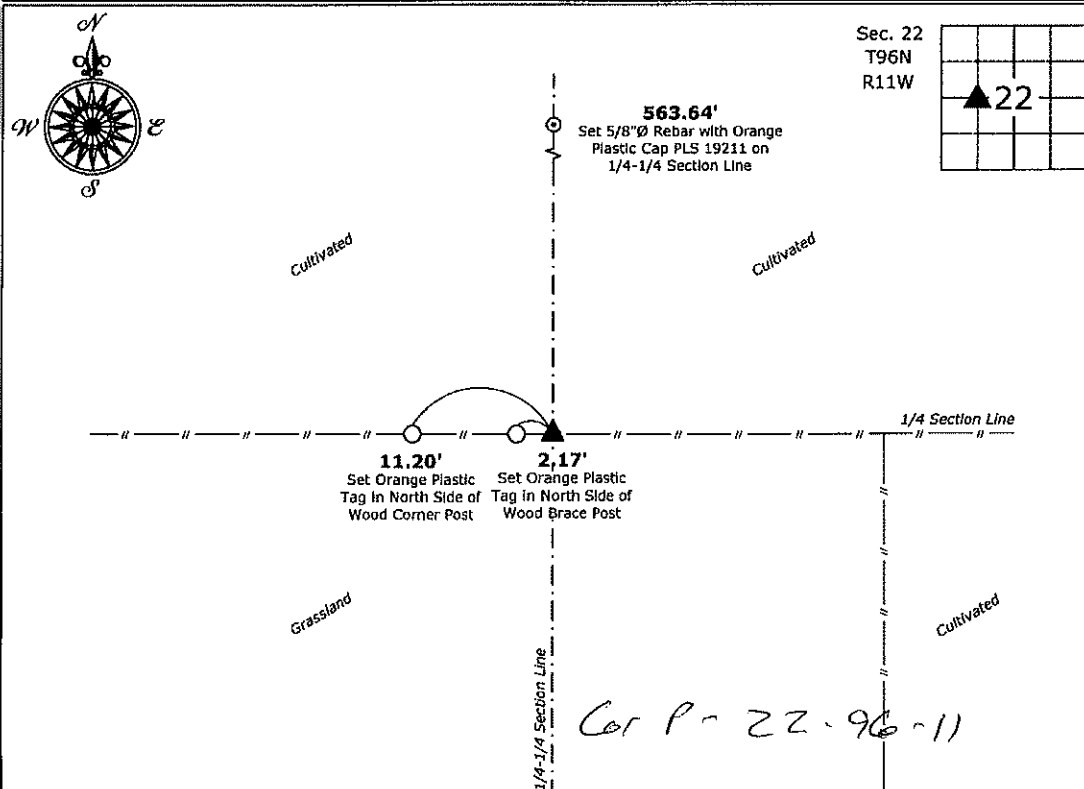 N
W
E
S
Sec. 22
T96N
R11W
22
563.64'
Set 5/8"Ø Rebar with Orange
Plastic Cap PLS 19211 on
1/4-1/4 Section Line
Cultivated
Cultivated
1/4 Section Line
11.20'
Set Orange Plastic
Tag in North Side of
Wood Corner Post
2.17'
Set Orange Plastic
Tag in North Side of
Wood Brace Post
Grassland
Cultivated
1/4-1/4 Section Line
Cor P - 22-96-11